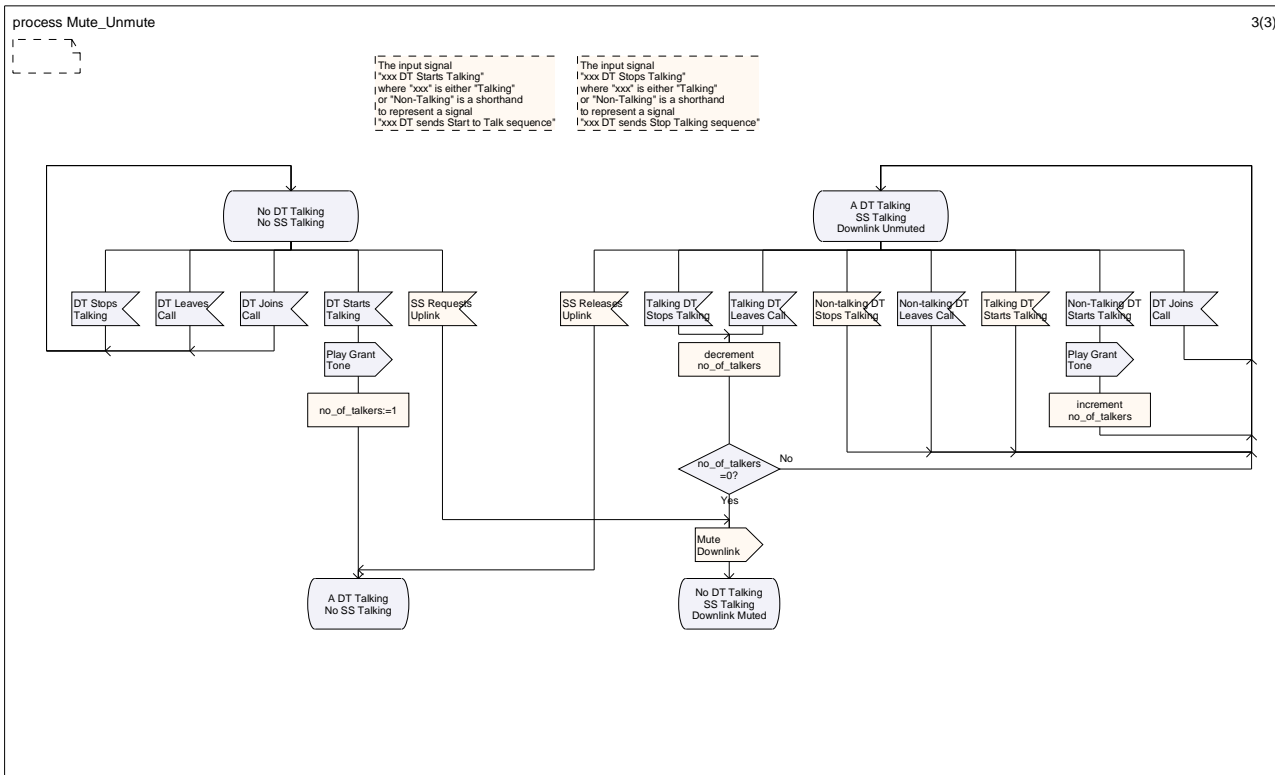 process Mute_Unmute
3(3)
The input signal
"xxx DT Starts Talking"
where "xxx" is either "Talking"
or "Non-Talking" is a shorthand
to represent a signal
"xxx DT sends Start to Talk sequence"
The input signal
"xxx DT Stops Talking"
where "xxx" is either "Talking"
or "Non-Talking" is a shorthand
to represent a signal
"xxx DT sends Stop Talking sequence"
No DT Talking
No SS Talking
A DT Talking
SS Talking
Downlink Unmuted
DT Stops
Talking
DT Leaves
Call
DT Joins
Call
DT Starts
Talking
SS Requests
Uplink
SS Releases
Uplink
Talking DT
Stops Talking
Talking DT
Leaves Call
Non-talking DT
Stops Talking
Non-talking DT
Leaves Call
Talking DT
Starts Talking
Non-Talking DT
Starts Talking
DT Joins
Call
Play Grant
Tone
decrement
no_of_talkers
Play Grant
Tone
no_of_talkers:=1
increment
no_of_talkers
no_of_talkers
=0?
No
Yes
Mute
Downlink
A DT Talking
No SS Talking
No DT Talking
SS Talking
Downlink Muted